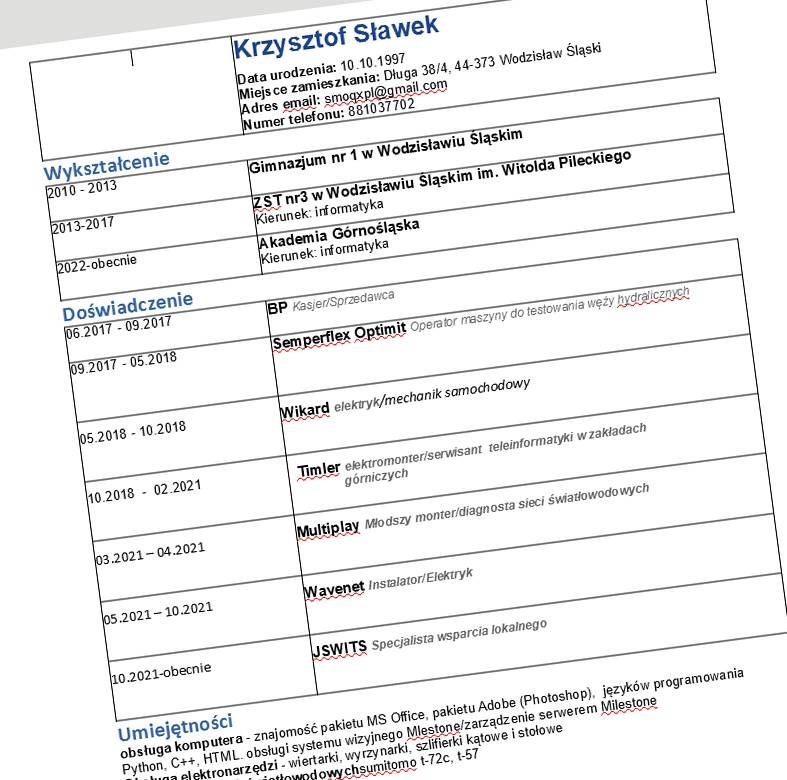 Krzysztof Sławek
Data urodzenia: 10.10.1997
Miejsce zamieszkania: Długa 38/4, 44-373 Wodzisław Śląski
Adres email: smoqxpl@gmail.com
Numer telefonu: 881037702
Wykształcenie
2010 - 2013 Gimnazjum nr 1 w Wodzisławiu Śląskim
2013-2017 ZST nr3 w Wodzisławiu Śląskim im. Witolda Pileckiego
Kierunek: informatyka
2022-obecnie Akademia Górnośląska
Kierunek: informatyka
Doświadczenie
06.2017 - 09.2017 BP Kasjer/Sprzedawca
09.2017 - 05.2018 Semperflex Optimit Operator maszyny do testowania węży hydralicznych
05.2018 - 10.2018 Wikard elektryk/mechanik samochodowy
10.2018 - 02.2021 Timler elektromonter/serwisant teleinformatyki w zakładach
górniczych
03.2021 – 04.2021 Multiplay Młodszy monter/diagnosta sieci światłowodowych
05.2021 – 10.2021 Wavenet Instalator/Elektryk
10.2021-obecnie JSWITS Specjalista wsparcia lokalnego
Umiejętności
obsługa komputera - znajomość pakietu MS Office, pakietu Adobe (Photoshop), języków programowania
Python, C++, HTML. obsługi systemu wizyjnego Mlestone/zarządzenie serwerem Milestone
Obsługa elektronarzędzi - wiertarki, wyrzynarki, szlifierki kątowe i stołowe
światłowodowychsumitomo t-72c, t-57